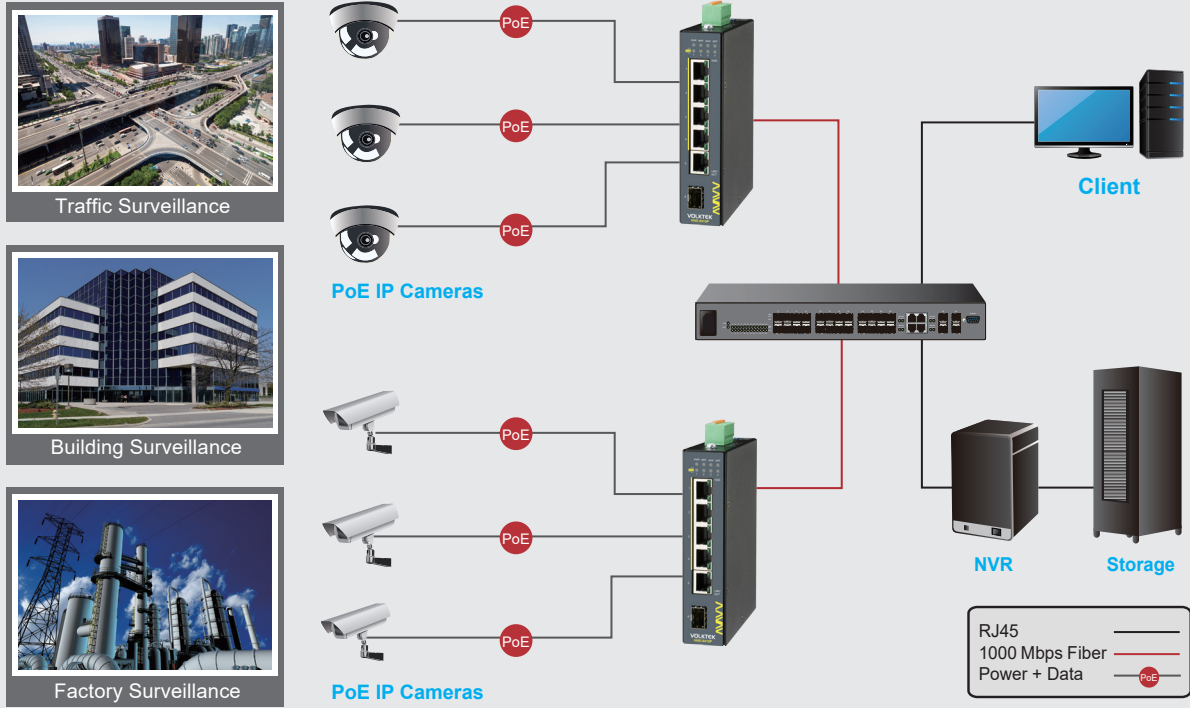 Traffic Surveillance
Building Surveillance
Factory Surveillance
PoE
PoE
PoE
PoE IP Cameras
VOLKTEK
PoE
PoE
PoE
PoE IP Cameras
VOLKTEK
Client
NVR
Storage
RJ45
1000 Mbps Fiber
Power + Data
PoE